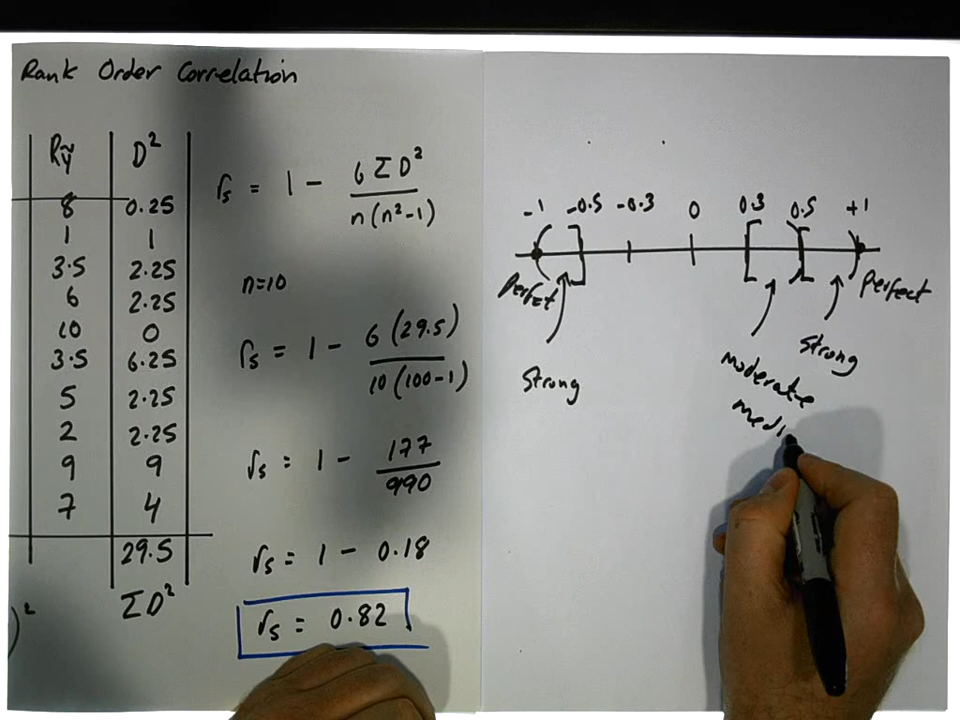 Rank Order Correlation
Rỹ D²
8 0.25
1 1
3.5 2.25
6 2.25
10 0
3.5 6.25
5 2.25
2 2.25
9 9
7 4
29.5
ΣD²
)²
rs = 1 - 6ΣD² / n(n²-1)
n=10
rs = 1 - 6(29.5) / 10(100-1)
rs = 1 - 177 / 990
rs = 1 - 0.18
rs = 0.82
-1 -0.5 -0.3 0 0.3 0.5 +1
Perfect
Perfect
Strong
Strong
moderate
medi